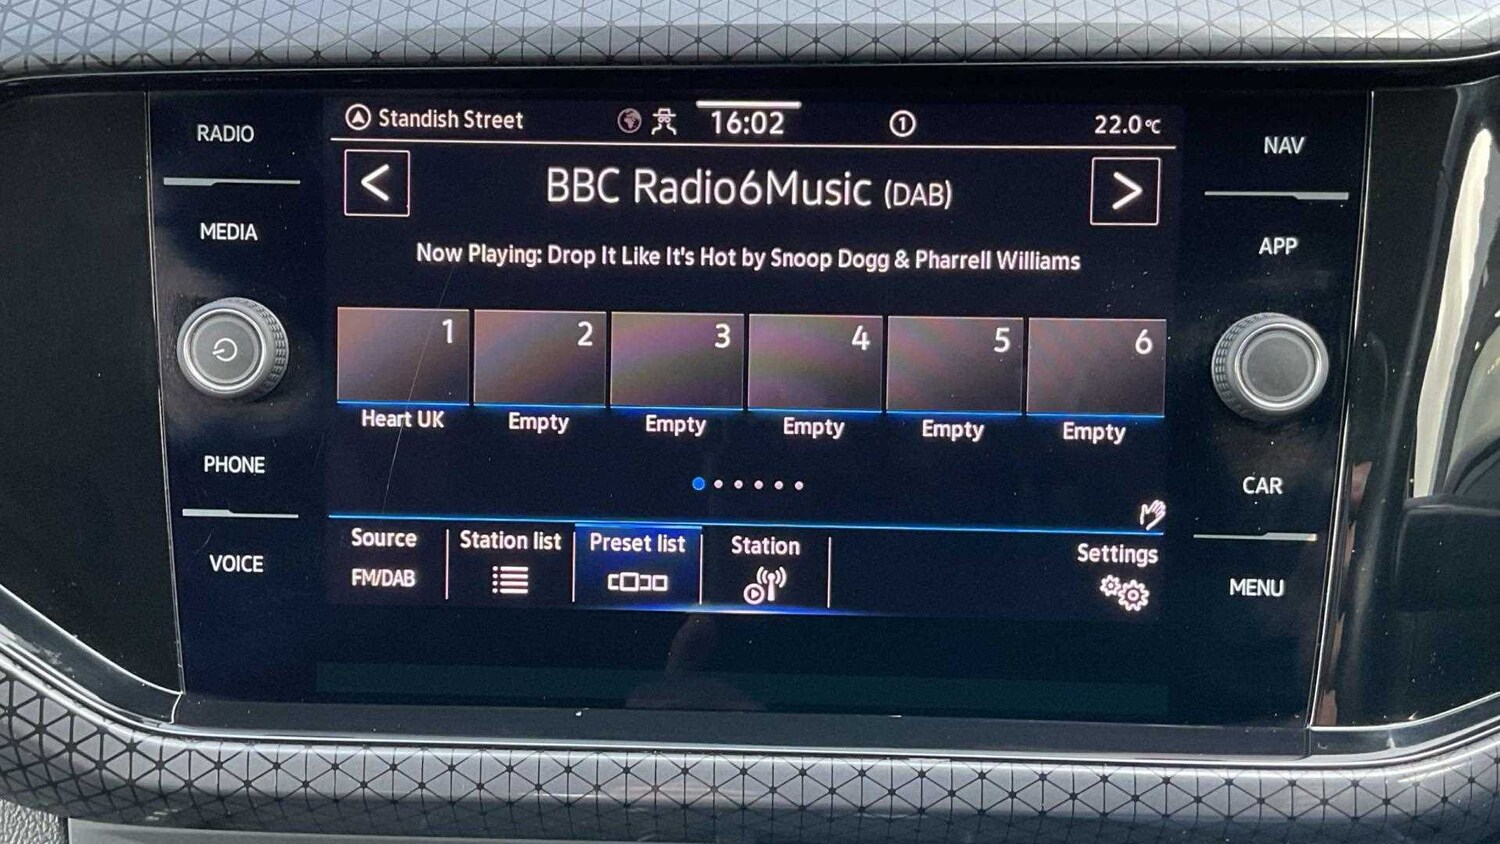 RADIO
MEDIA
PHONE
VOICE
Standish Street
16:02
1
22.0°C
<
BBC Radio6Music (DAB)
>
Now Playing: Drop It Like It's Hot by Snoop Dogg & Pharrell Williams
1 2 3 4 5 6
Heart UK Empty Empty Empty Empty Empty
Source Station list Preset list Station Settings
FM/DAB
NAV
APP
CAR
MENU